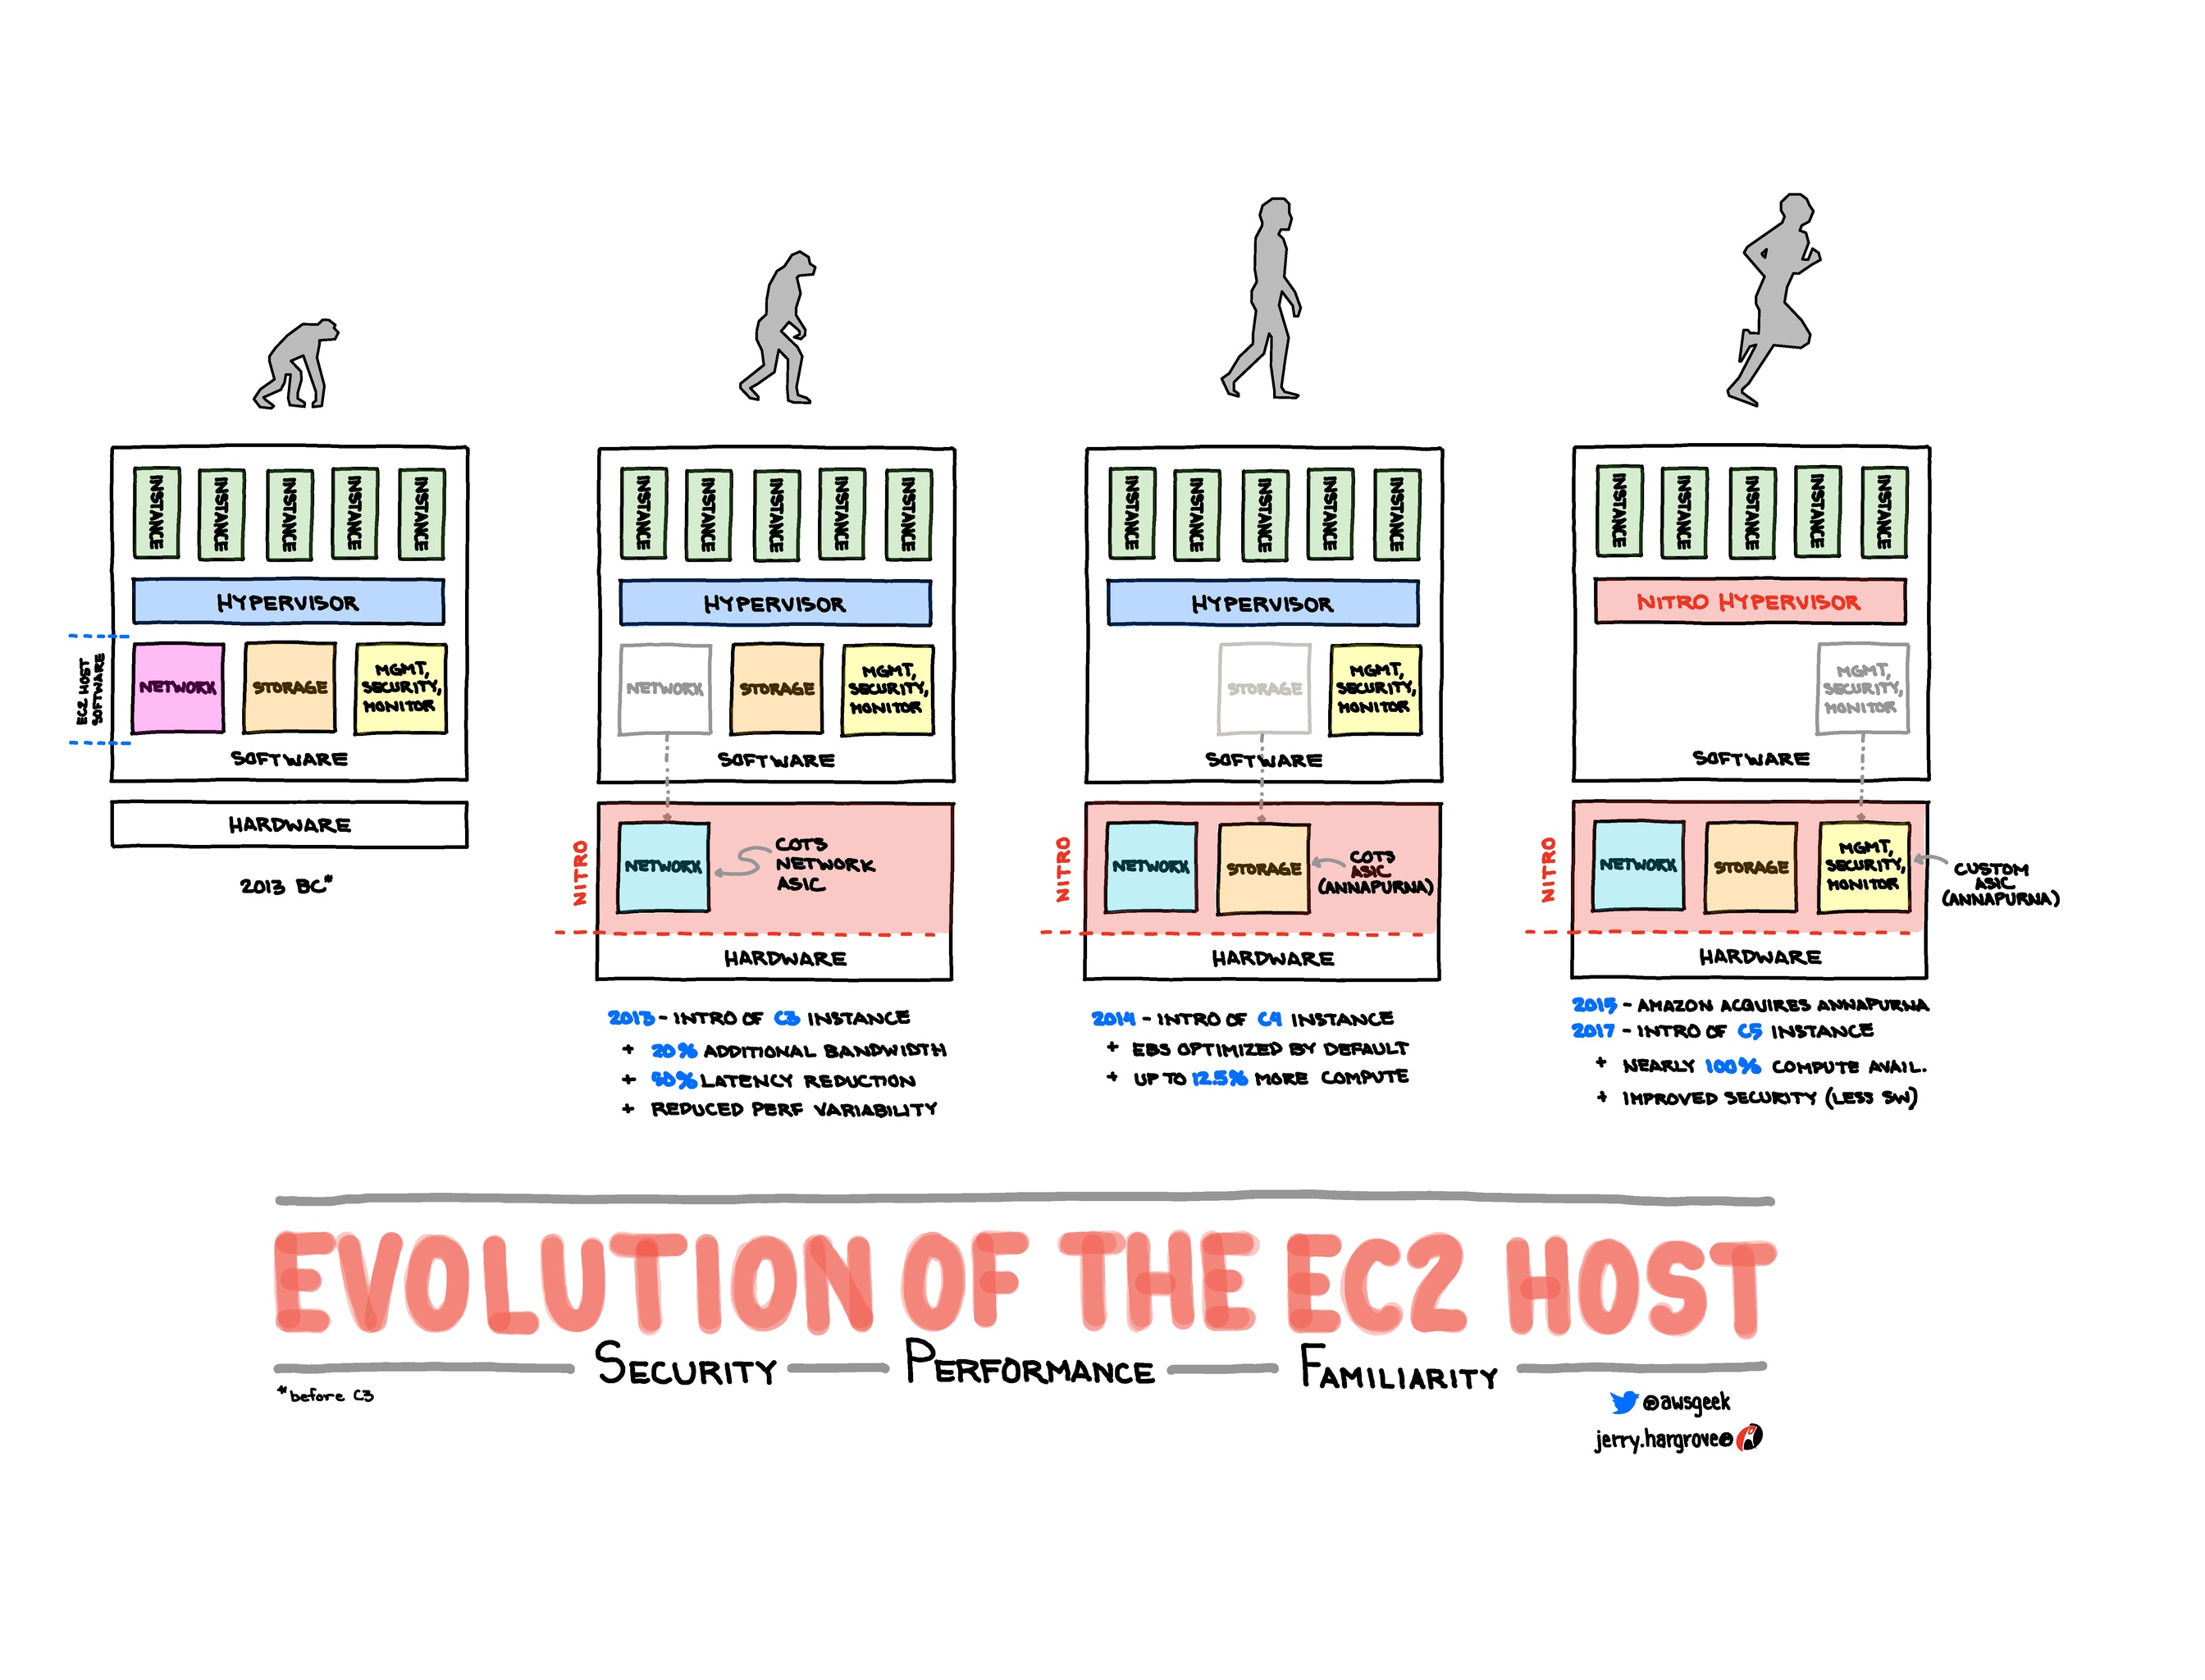 INSTANCE
INSTANCE
INSTANCE
INSTANCE
INSTANCE
HYPERVISOR
EC2 HOST
SOFTWARE
NETWORK
STORAGE
MGMT,
SECURITY,
MONITOR
SOFTWARE
HARDWARE
2013 BC*
INSTANCE
INSTANCE
INSTANCE
INSTANCE
INSTANCE
HYPERVISOR
NETWORK
STORAGE
MGMT,
SECURITY,
MONITOR
SOFTWARE
NITRO
NETWORK
COTS
NETWORK
ASIC
HARDWARE
2013 - INTRO OF C3 INSTANCE
+ 20% ADDITIONAL BANDWIDTH
+ 50% LATENCY REDUCTION
+ REDUCED PERF VARIABILITY
INSTANCE
INSTANCE
INSTANCE
INSTANCE
INSTANCE
HYPERVISOR
STORAGE
MGMT,
SECURITY,
MONITOR
SOFTWARE
NITRO
NETWORK
STORAGE
COTS
ASIC
(ANNAPURNA)
HARDWARE
2014 - INTRO OF C4 INSTANCE
+ EBS OPTIMIZED BY DEFAULT
+ UP TO 12.5% MORE COMPUTE
INSTANCE
INSTANCE
INSTANCE
INSTANCE
INSTANCE
NITRO HYPERVISOR
MGMT,
SECURITY,
MONITOR
SOFTWARE
NITRO
NETWORK
STORAGE
MGMT,
SECURITY,
MONITOR
CUSTOM
ASIC
(ANNAPURNA)
HARDWARE
2015 - AMAZON ACQUIRES ANNAPURNA
2017 - INTRO OF C5 INSTANCE
+ NEARLY 100% COMPUTE AVAIL.
+ IMPROVED SECURITY (LESS SW)
EVOLUTION OF THE EC2 HOST
SECURITY PERFORMANCE FAMILIARITY
*before C3
@awsgeek
jerry.hargrove@